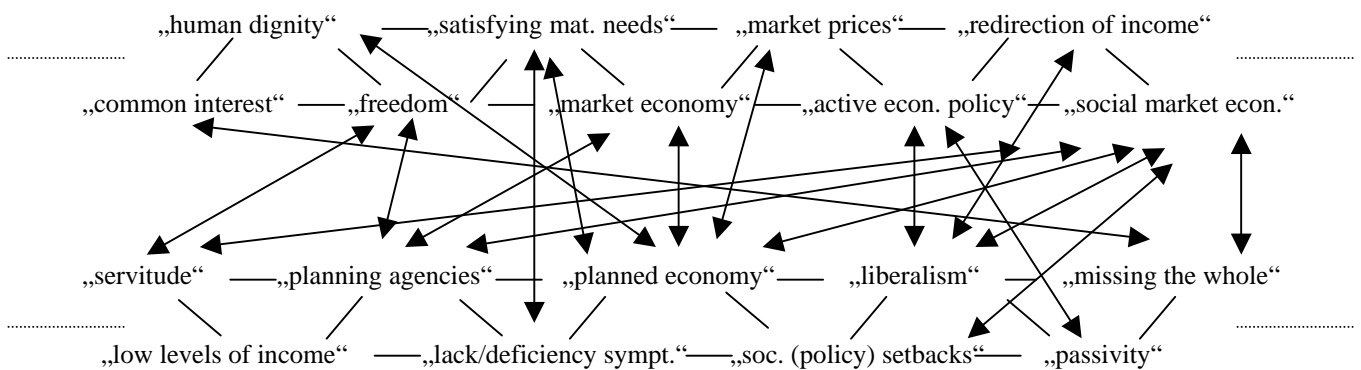 „human dignity“ „satisfying mat. needs“ „market prices“ „redirection of income“
„common interest“ „freedom“ „market economy“ „active econ. policy“ „social market econ.“
„servitude“ „planning agencies“ „planned economy“ „liberalism“ „missing the whole“
„low levels of income“ „lack/deficiency sympt.“ „soc. (policy) setbacks“ „passivity“